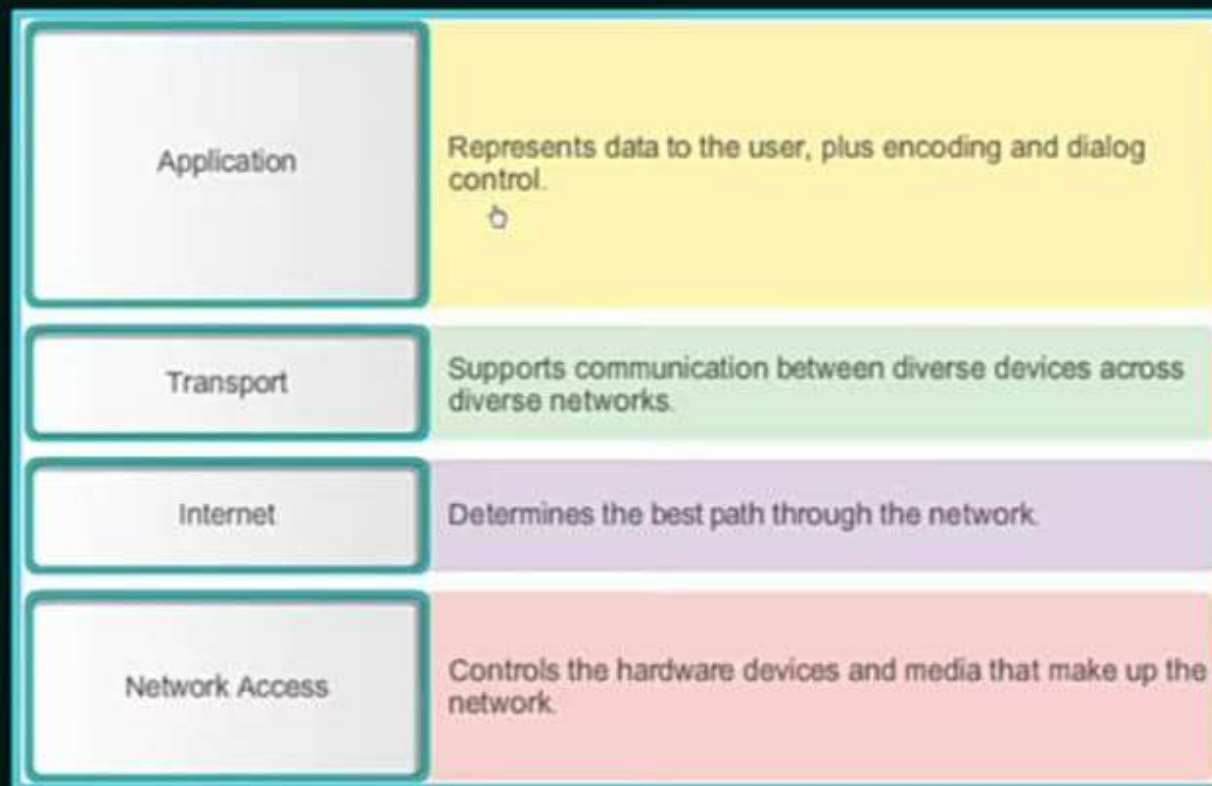 Application
Represents data to the user, plus encoding and dialog
control.
Transport
Supports communication between diverse devices across
diverse networks.
Internet
Determines the best path through the network.
Network Access
Controls the hardware devices and media that make up the
network.